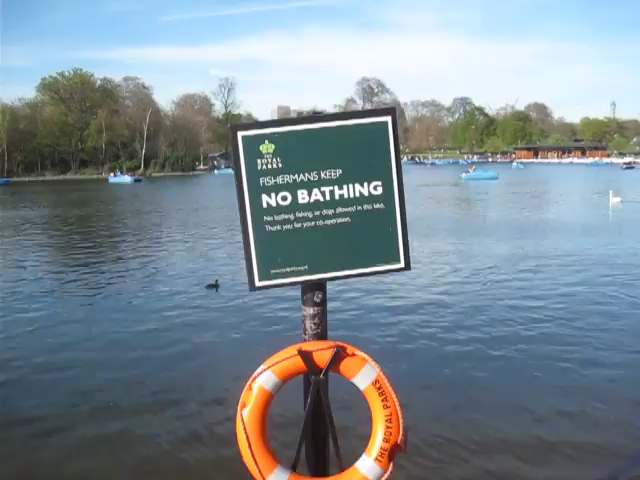 THE
ROYAL
PARKS
FISHERMANS KEEP
NO BATHING
No bathing, fishing, or dogs allowed in this lake.
Thank you for your co-operation.
THE ROYAL PARKS